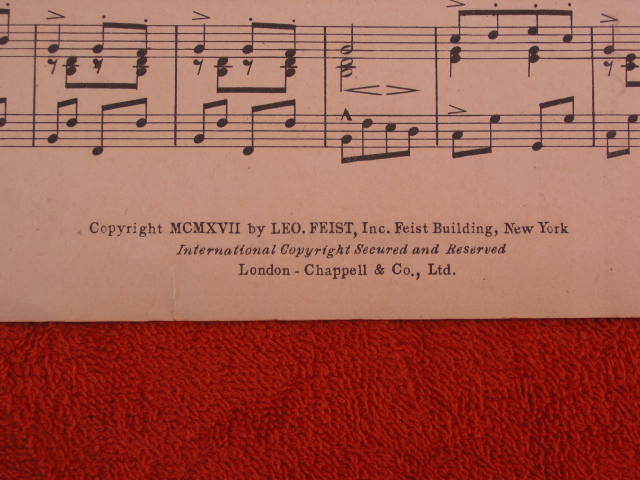 Copyright MCMXVII by LEO. FEIST, Inc. Feist Building, New York
International Copyright Secured and Reserved
London - Chappell & Co., Ltd.